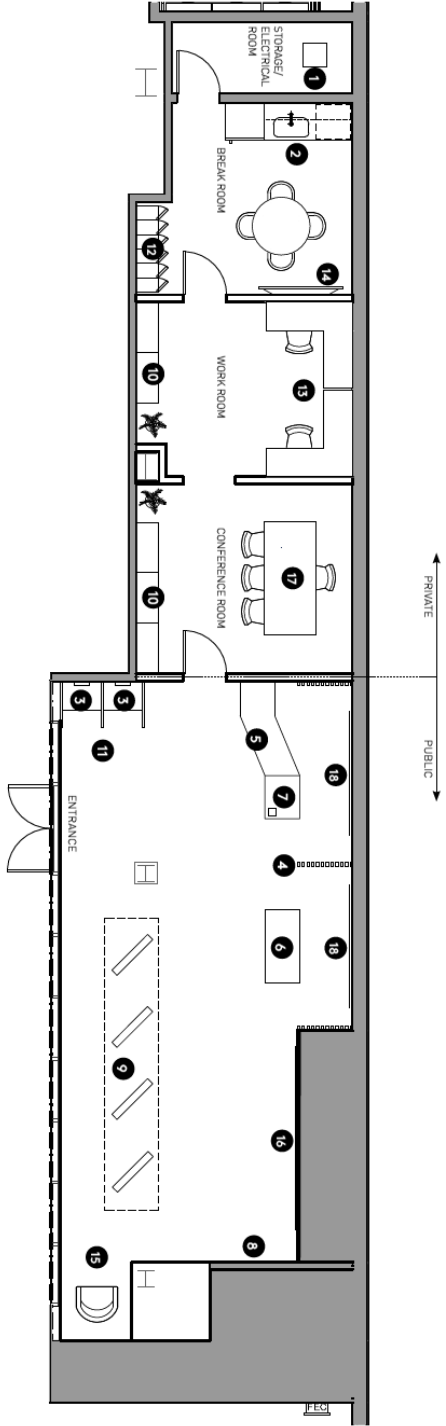 STORAGE/
ELECTRICAL
ROOM
1
2
BREAK ROOM
12
14
10
WORK ROOM
13
CONFERENCE ROOM
17
10
PRIVATE
PUBLIC
3
3
11
5
7
18
ENTRANCE
4
6
18
9
16
8
15
FEC